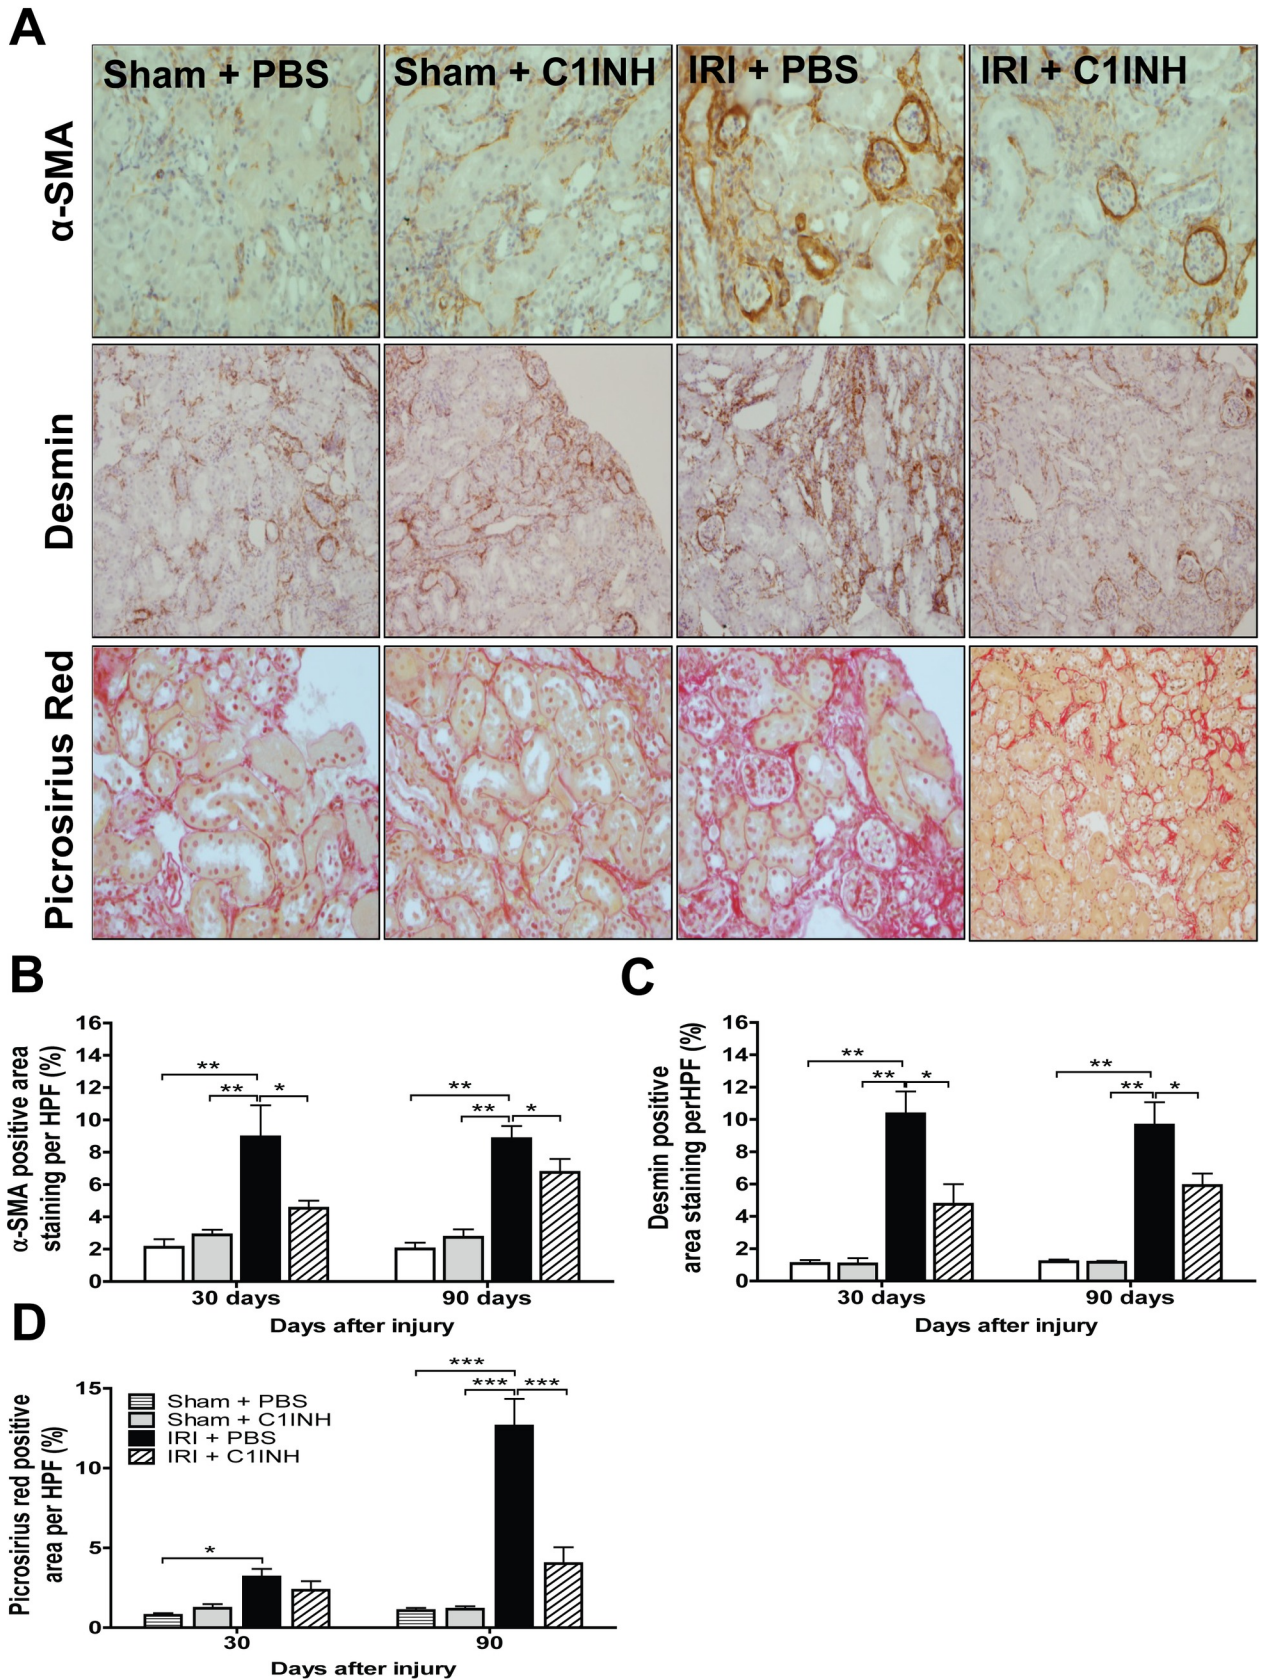 A
Sham + PBS
Sham + C1INH
IRI + PBS
IRI + C1INH
α-SMA
Desmin
Picrosirius Red
B
α-SMA positive area
staining per HPF (%)
16
14
12
10
8
6
4
2
0
**
**
*
**
**
*
30 days
90 days
Days after injury
C
Desmin positive
area staining perHPF (%)
16
14
12
10
8
6
4
2
0
**
**
*
**
**
*
30 days
90 days
Days after injury
D
Picrosirius red positive
area per HPF (%)
15
10
5
0
Sham + PBS
Sham + C1INH
IRI + PBS
IRI + C1INH
*
***
***
***
30
90
Days after injury